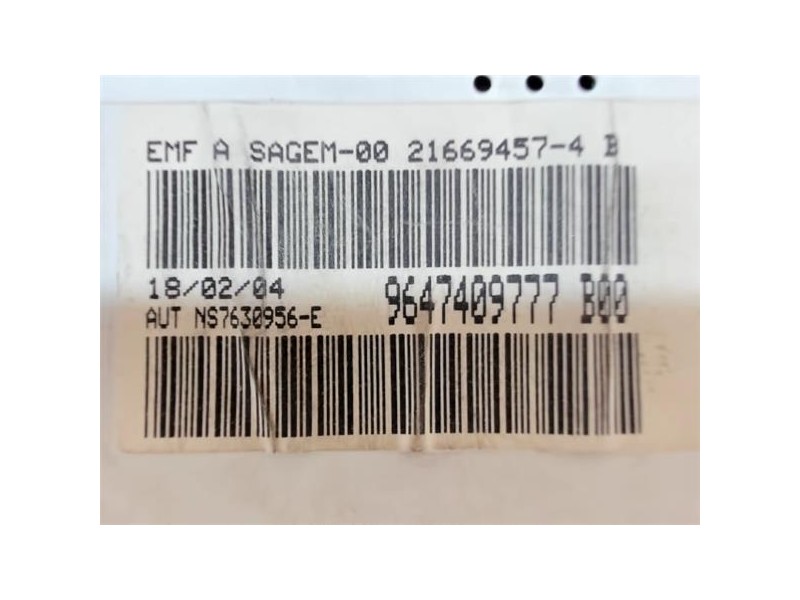 EMF A SAGEM-00 21669457-4 B
18/02/04
9647409777 B00
AUT NS7630956-E